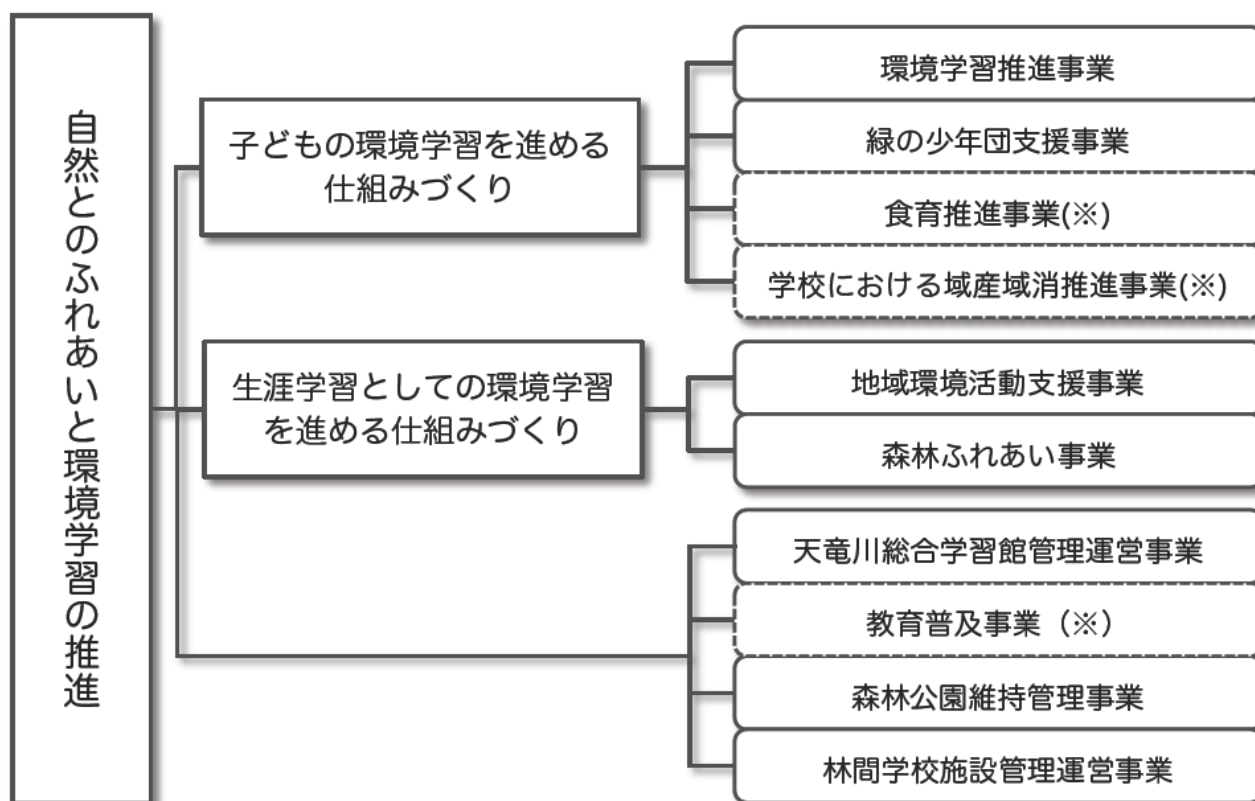 自然とのふれあいと環境学習の推進
子どもの環境学習を進める
仕組みづくり
環境学習推進事業
緑の少年団支援事業
食育推進事業(※)
学校における域産域消推進事業(※)
生涯学習としての環境学習
を進める仕組みづくり
地域環境活動支援事業
森林ふれあい事業
天竜川総合学習館管理運営事業
教育普及事業（※）
森林公園維持管理事業
林間学校施設管理運営事業